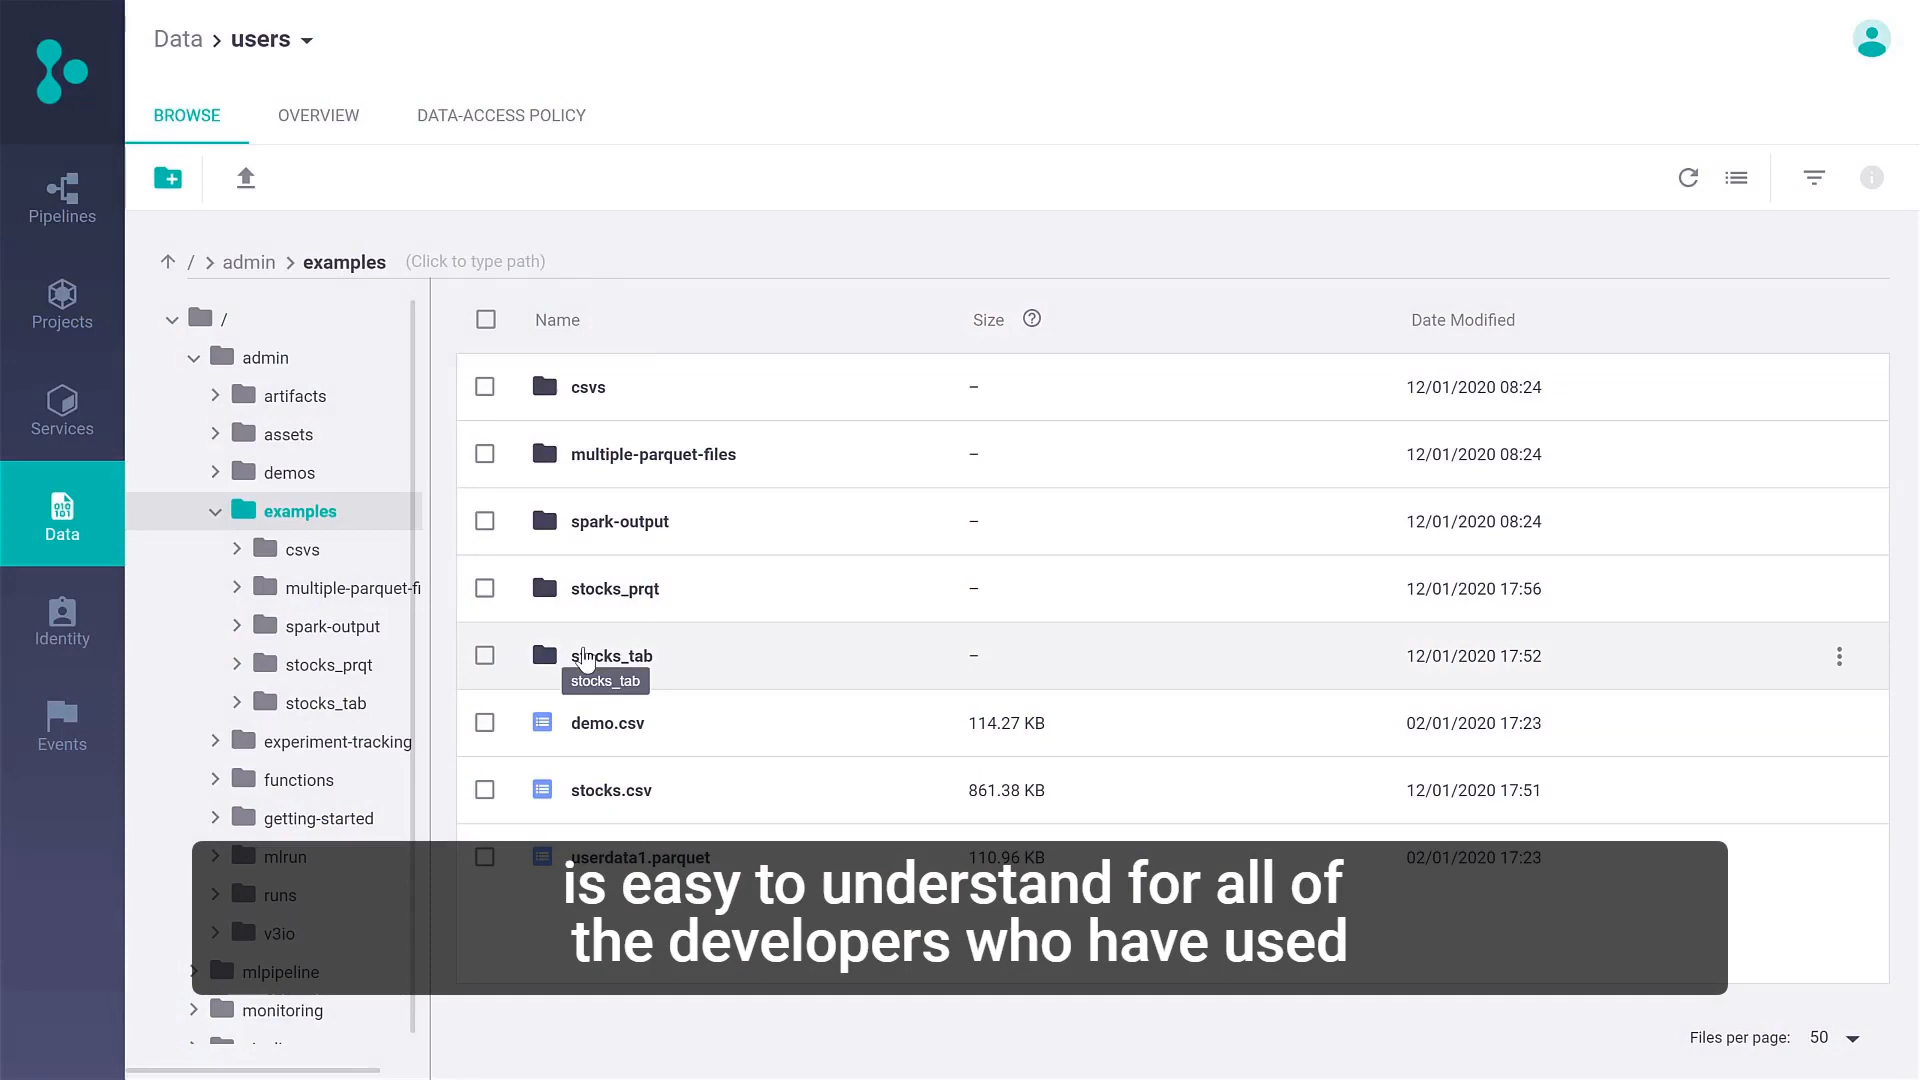 Data > users
BROWSE
OVERVIEW
DATA-ACCESS POLICY
Pipelines
Projects
Services
Data
Identity
Events
/ > admin > examples (Click to type path)
/
admin
artifacts
assets
demos
examples
csvs
multiple-parquet-fi
spark-output
stocks_prqt
stocks_tab
experiment-tracking
functions
getting-started
mlrun
runs
v3io
mlpipeline
monitoring
Name Size Date Modified
csvs – 12/01/2020 08:24
multiple-parquet-files – 12/01/2020 08:24
spark-output – 12/01/2020 08:24
stocks_prqt – 12/01/2020 17:56
stocks_tab – 12/01/2020 17:52
stocks_tab
demo.csv 114.27 KB 02/01/2020 17:23
stocks.csv 861.38 KB 12/01/2020 17:51
userdata1.parquet 110.96 KB 02/01/2020 17:23
is easy to understand for all of
the developers who have used
Files per page: 50